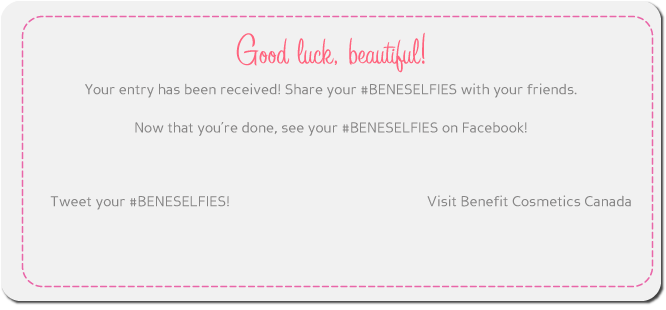 Good luck, beautiful!
Your entry has been received! Share your #BENESELFIES with your friends.
Now that you're done, see your #BENESELFIES on Facebook!
Tweet your #BENESELFIES!
Visit Benefit Cosmetics Canada